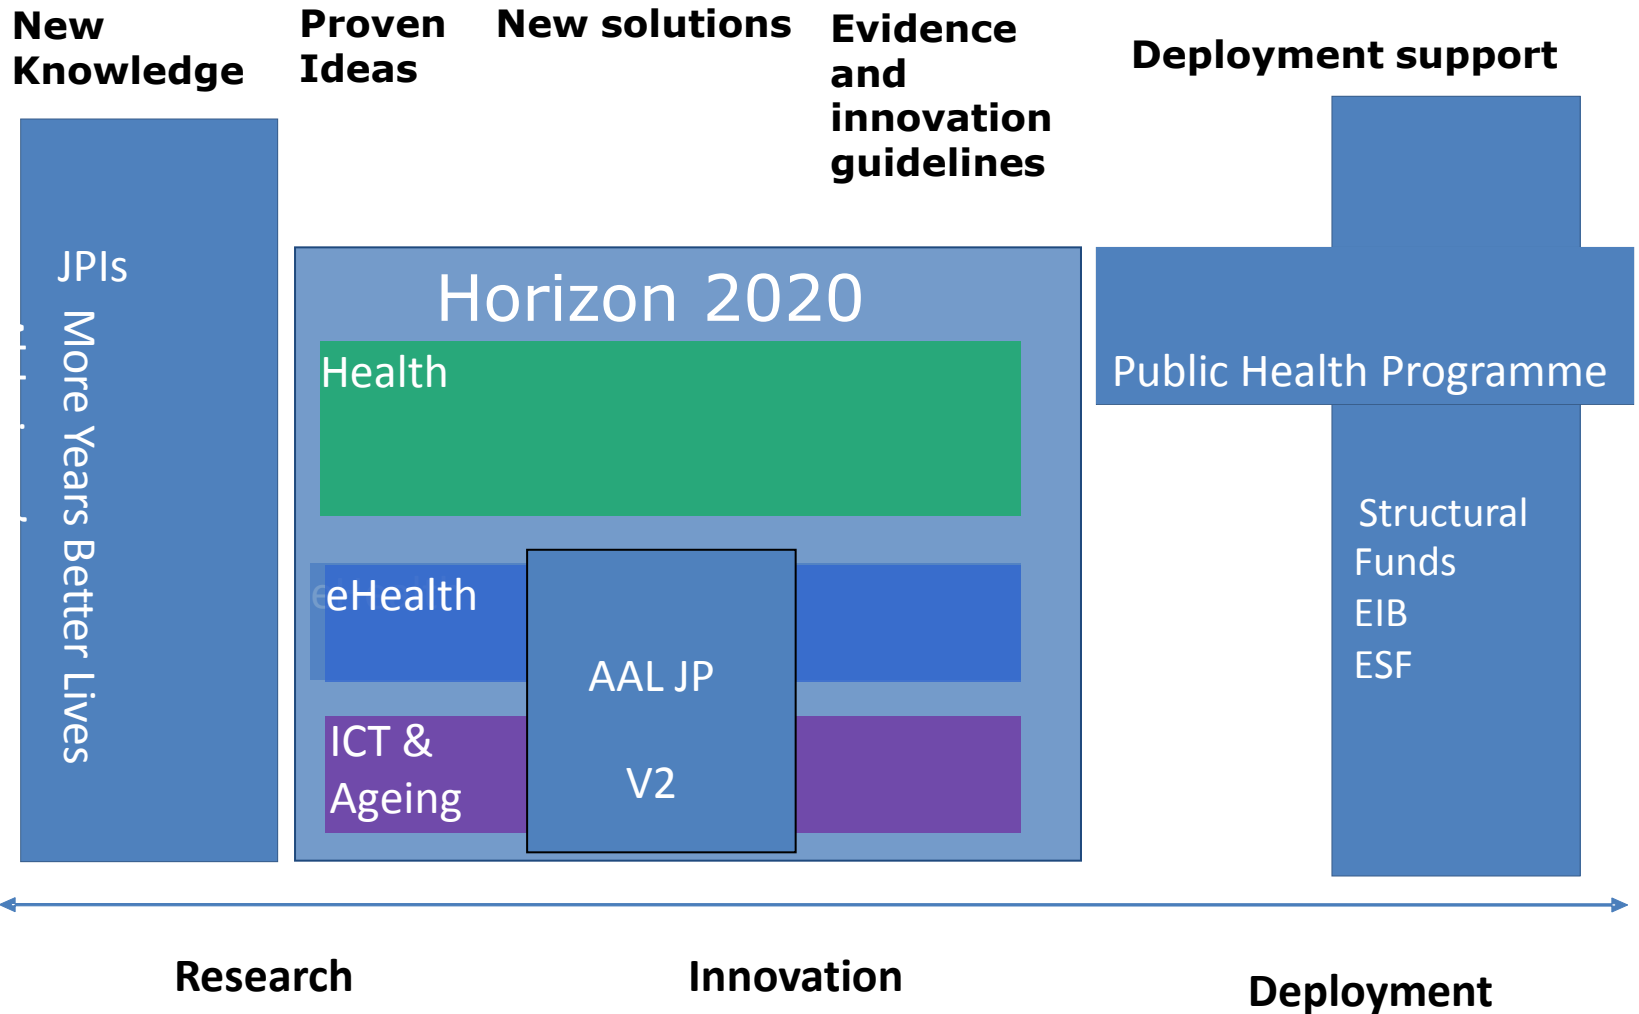 New
Knowledge
Proven
Ideas
New solutions
Evidence
and
innovation
guidelines
Deployment support
JPIs
More Years Better Lives
Horizon 2020
Health
eHealth
AAL JP
V2
ICT &
Ageing
Public Health Programme
Structural
Funds
EIB
ESF
Research
Innovation
Deployment